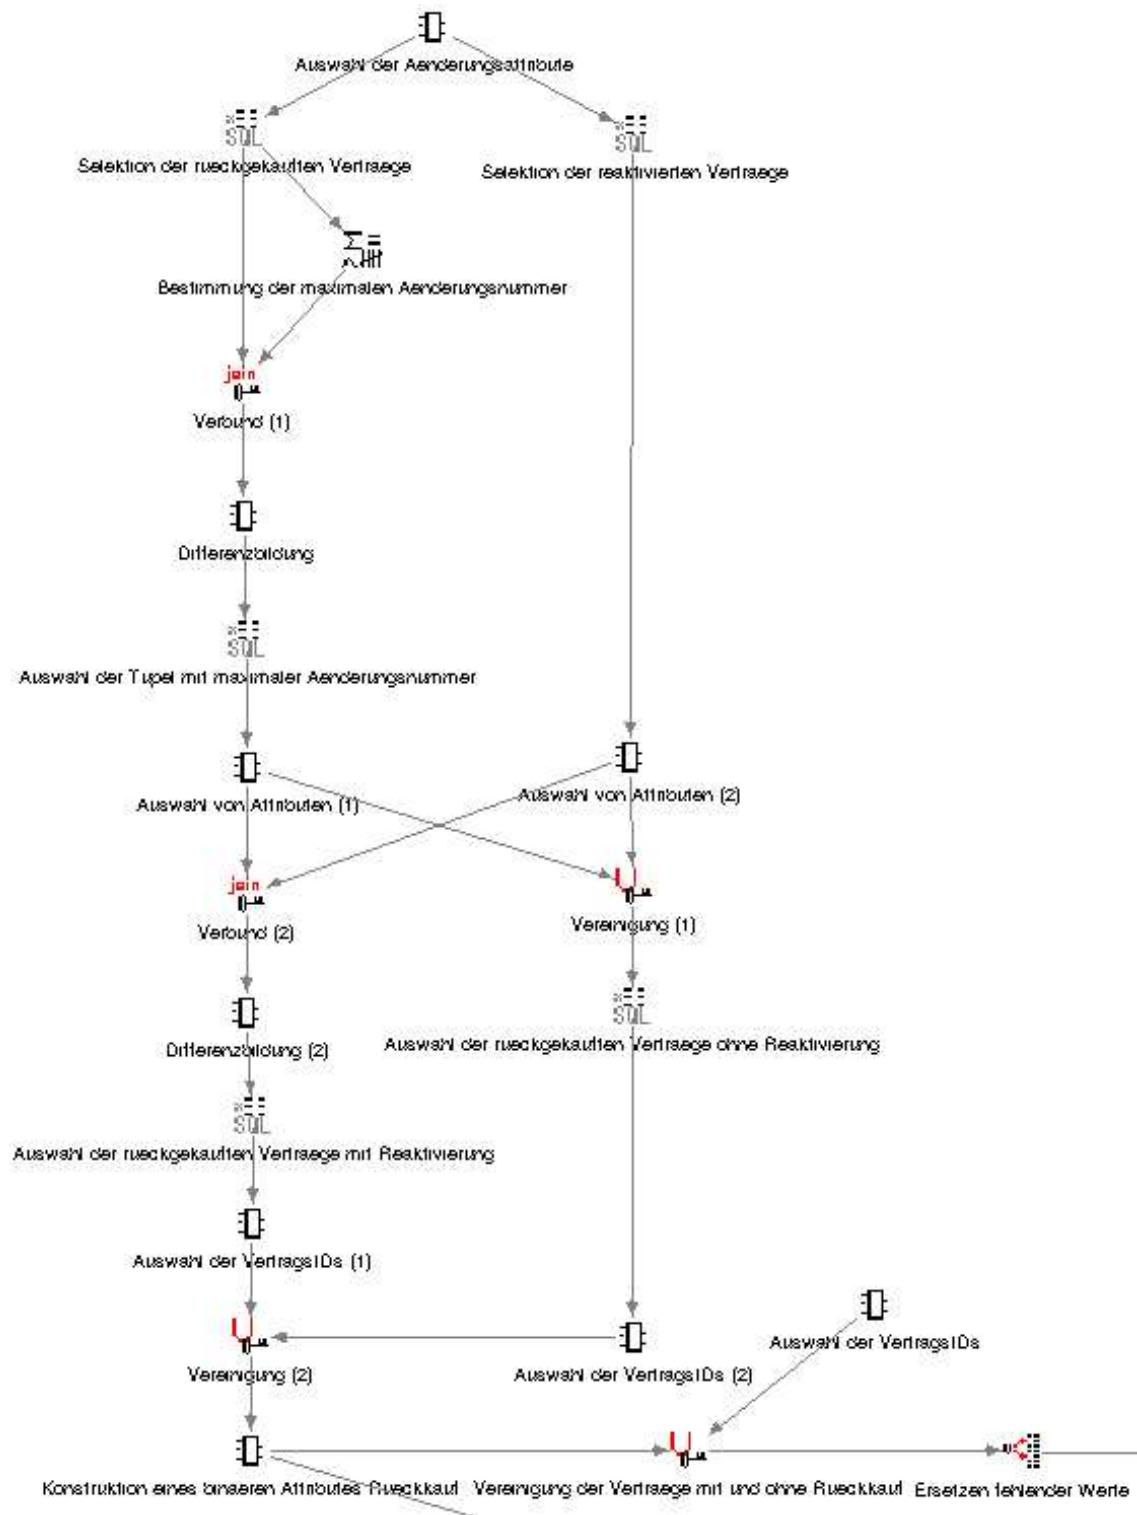 Auswahl der Aenderungsattribute
SQL
SQL
Selektion der rueckgekauften Vertraege
Selektion der reaktivierten Vertraege
Bestimmung der maximalen Aenderungsnummer
join
Verbund (1)
Differenzbildung
SQL
Auswahl der Tupel mit maximaler Aenderungsnummer
Auswahl von Attributen (1)
Auswahl von Attributen (2)
join
Verbund (2)
Vereinigung (1)
SQL
Differenzbildung (2)
Auswahl der rueckgekauften Vertraege ohne Reaktivierung
SQL
Auswahl der rueckgekauften Vertraege mit Reaktivierung
Auswahl der VertragsIDs (1)
Auswahl der VertragsIDs
Vereinigung (2)
Auswahl der VertragsIDs (2)
Konstruktion eines binaeren Attributes Rueckkauf
Vereinigung der Vertraege mit und ohne Rueckkauf
Ersetzen fehlender Werte